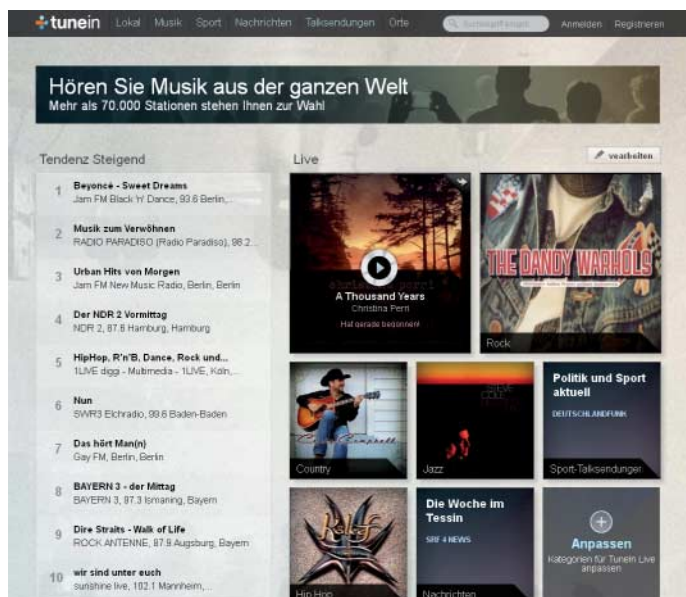 tunein Lokal Musik Sport Nachrichten Talksendungen Orte Anmelden Registrieren
Hören Sie Musik aus der ganzen Welt
Mehr als 70.000 Stationen stehen Ihnen zur Wahl
Tendenz Steigend
1 Beyoncé - Sweet Dreams
Jam FM Black 'n' Dance, 93.6 Berlin,...
2 Musik zum Verwöhnen
RADIO PARADISO (Radio Paradiso), 98.2...
3 Urban Hits von Morgen
Jam FM New Music Radio, Berlin, Berlin
4 Der NDR 2 Vormittag
NDR 2, 87.6 Hamburg, Hamburg
5 HipHop, R'n'B, Dance, Rock und...
1LIVE diggi - Multimedia - 1LIVE, Köln,...
6 Nun
SWR3 Elchradio, 99.6 Baden-Baden
7 Das hört Man(n)
Gay FM, Berlin, Berlin
8 BAYERN 3 - der Mittag
BAYERN 3, 97.3 Ismaning, Bayern
9 Dire Straits - Walk of Life
ROCK ANTENNE, 87.9 Augsburg, Bayern
10 wir sind unter euch
sunshine live, 102.1 Mannheim,...
Live
vearbeiten
christina perri
A Thousand Years
Christina Perri
Hat gerade begonnen!
THE DANDY WARHOLS
Rock
Campbell
Country
STEVE COLE
Jazz
Politik und Sport
aktuell
DEUTSCHLANDFUNK
Sport-Talksendungen
Hip Hop
Die Woche im
Tessin
SRF 4 NEWS
Nachrichten
Anpassen
Kategorien für TuneIn Live
anpassen